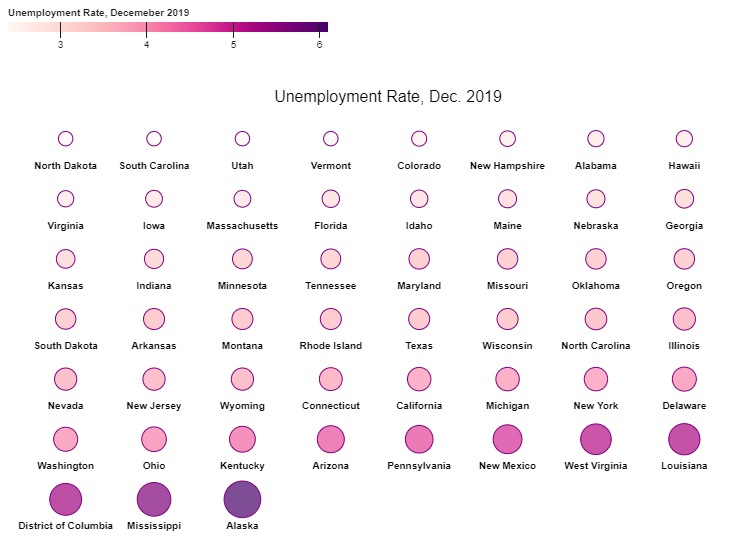 Unemployment Rate, Decemeber 2019
3 4 5 6
Unemployment Rate, Dec. 2019
North Dakota South Carolina Utah Vermont Colorado New Hampshire Alabama Hawaii
Virginia Iowa Massachusetts Florida Idaho Maine Nebraska Georgia
Kansas Indiana Minnesota Tennessee Maryland Missouri Oklahoma Oregon
South Dakota Arkansas Montana Rhode Island Texas Wisconsin North Carolina Illinois
Nevada New Jersey Wyoming Connecticut California Michigan New York Delaware
Washington Ohio Kentucky Arizona Pennsylvania New Mexico West Virginia Louisiana
District of Columbia Mississippi Alaska